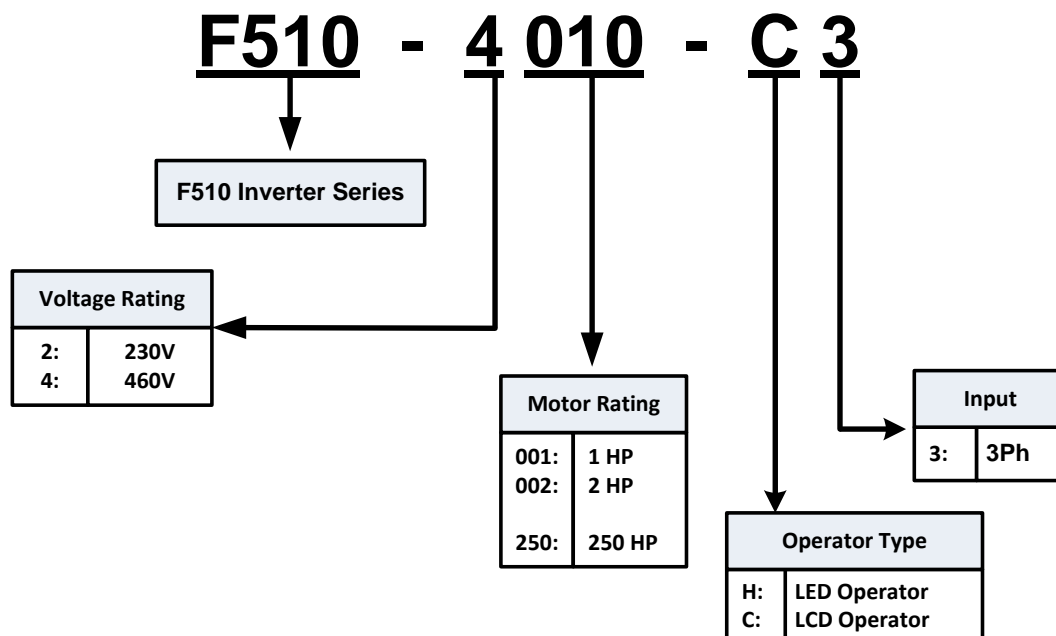 F510 - 4 010 - C 3
F510 Inverter Series
Voltage Rating
2: 230V
4: 460V
Motor Rating
001: 1 HP
002: 2 HP
250: 250 HP
Input
3: 3Ph
Operator Type
H: LED Operator
C: LCD Operator